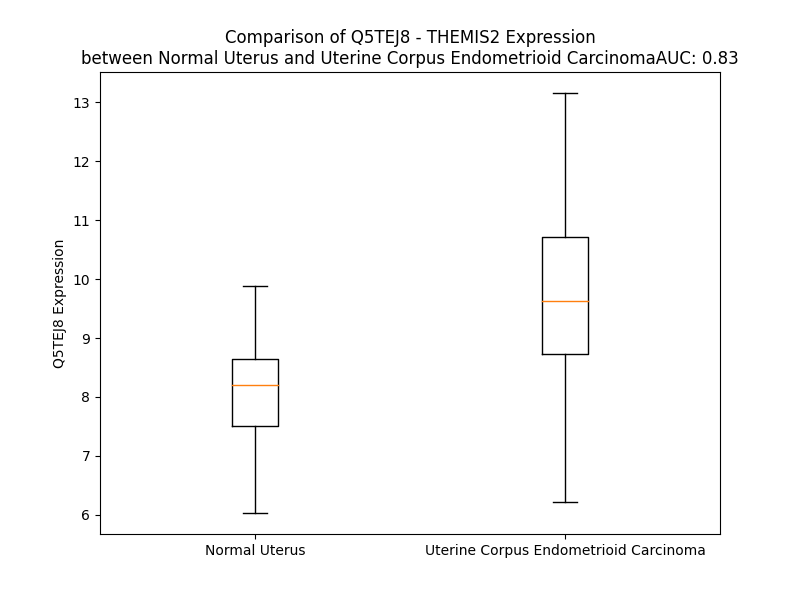 Comparison of Q5TEJ8 - THEMIS2 Expression
between Normal Uterus and Uterine Corpus Endometrioid CarcinomaAUC: 0.83
13
12
11
10
9
8
7
6
Q5TEJ8 Expression
Normal Uterus
Uterine Corpus Endometrioid Carcinoma